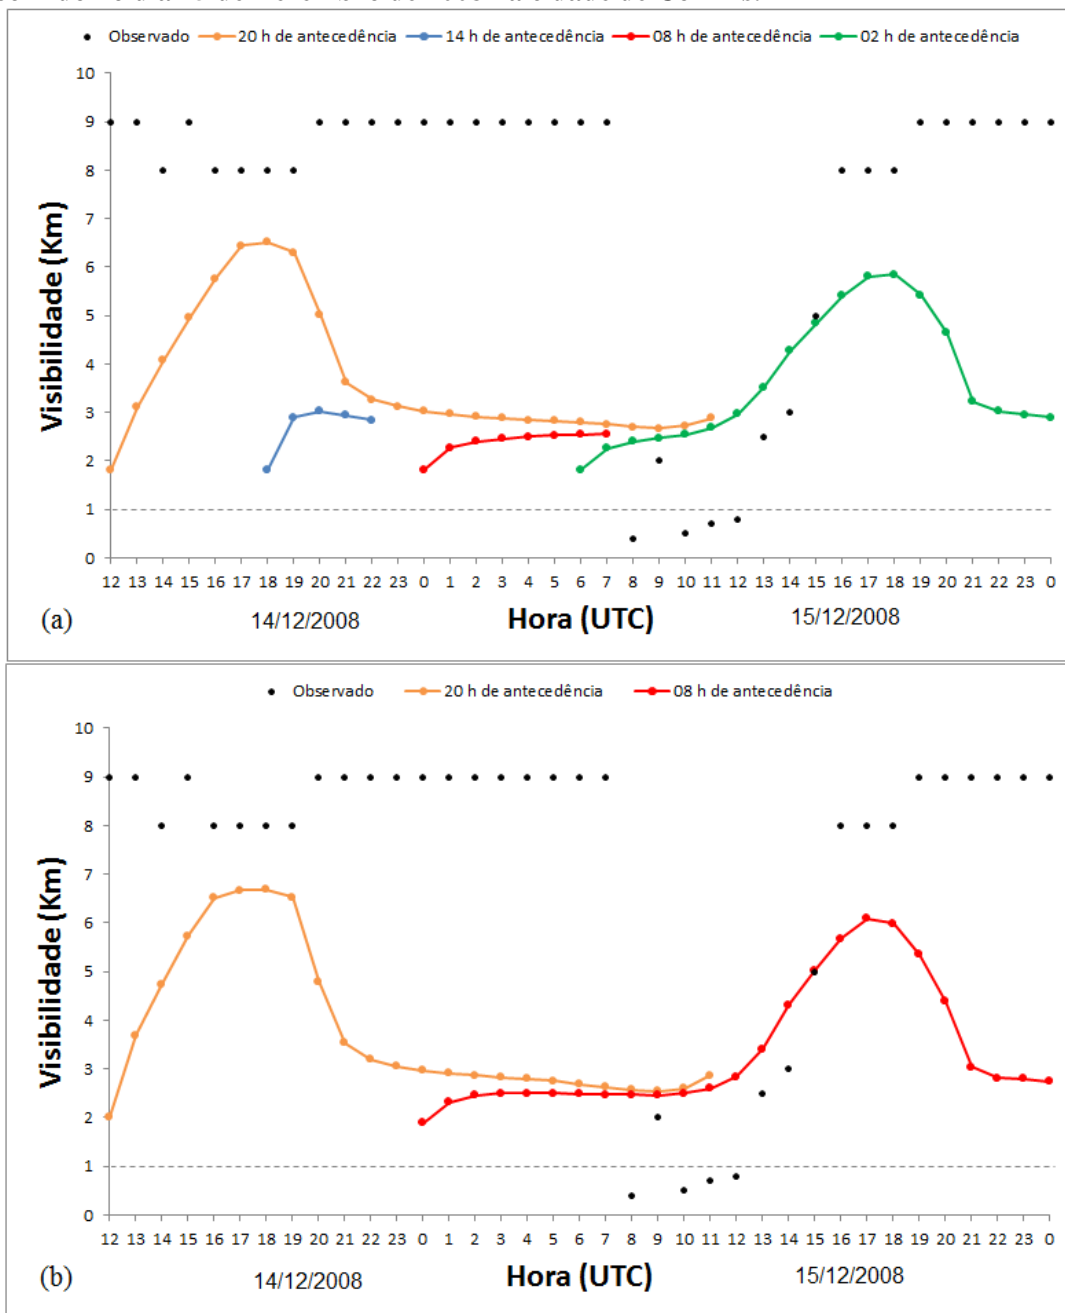 Observado 20 h de antecedência 14 h de antecedência 08 h de antecedência 02 h de antecedência
10
9
8
7
6
5
4
3
2
1
0
Visibilidade (Km)
12 13 14 15 16 17 18 19 20 21 22 23 0 1 2 3 4 5 6 7 8 9 10 11 12 13 14 15 16 17 18 19 20 21 22 23 0
(a) 14/12/2008 Hora (UTC) 15/12/2008
Observado 20 h de antecedência 08 h de antecedência
10
9
8
7
6
5
4
3
2
1
0
Visibilidade (Km)
12 13 14 15 16 17 18 19 20 21 22 23 0 1 2 3 4 5 6 7 8 9 10 11 12 13 14 15 16 17 18 19 20 21 22 23 0
(b) 14/12/2008 Hora (UTC) 15/12/2008